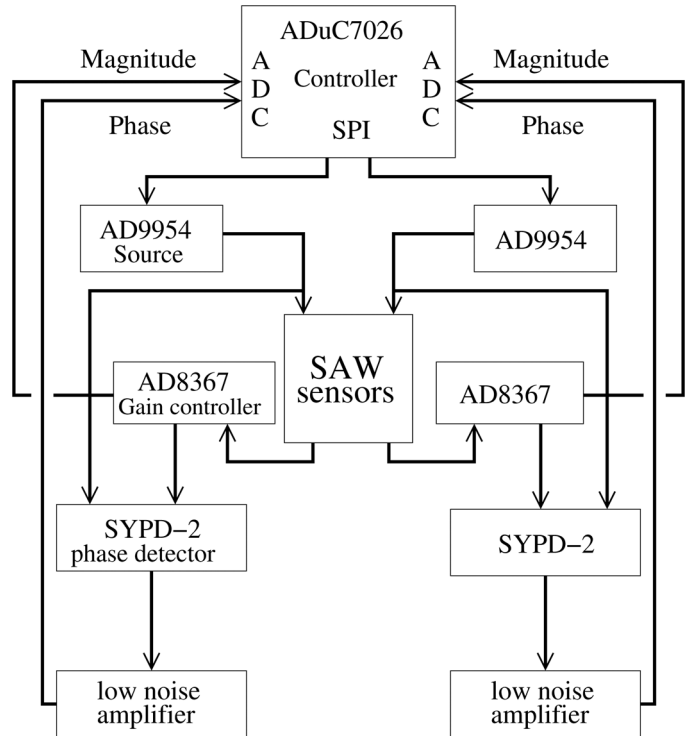 ADuC7026
Magnitude
A
D
C
Controller
A
D
C
Magnitude
Phase
SPI
Phase
AD9954
Source
AD9954
SAW
sensors
AD8367
Gain controller
AD8367
SYPD−2
phase detector
SYPD−2
low noise
amplifier
low noise
amplifier